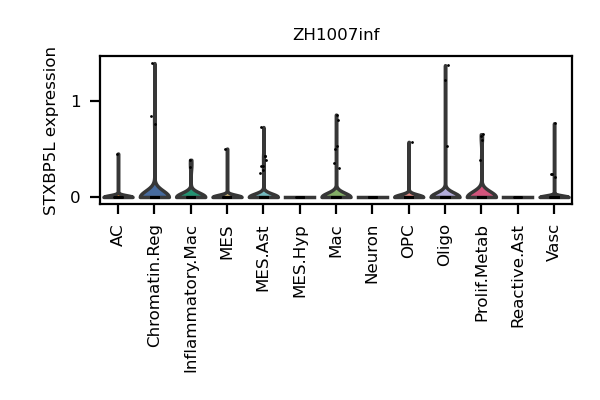 ZH1007inf
STXBP5L expression
1
0
AC
Chromatin.Reg
Inflammatory.Mac
MES
MES.Ast
MES.Hyp
Mac
Neuron
OPC
Oligo
Prolif.Metab
Reactive.Ast
Vasc